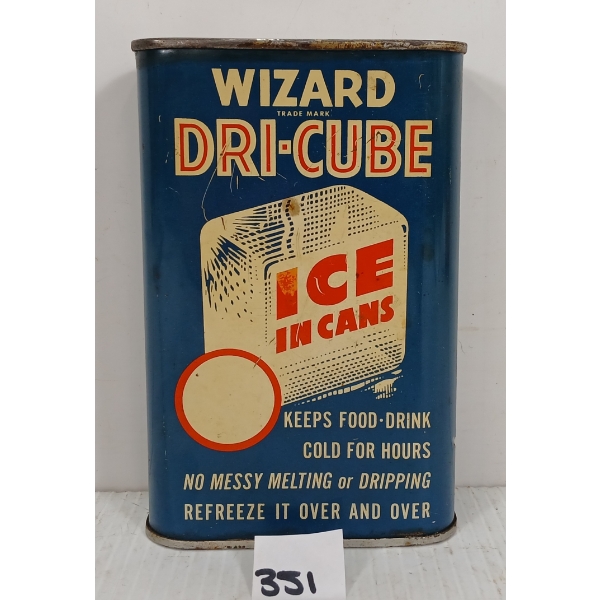 WIZARD
TRADE MARK
DRI-CUBE
ICE
IN CANS
KEEPS FOOD·DRINK
COLD FOR HOURS
NO MESSY MELTING or DRIPPING
REFREEZE IT OVER AND OVER
351